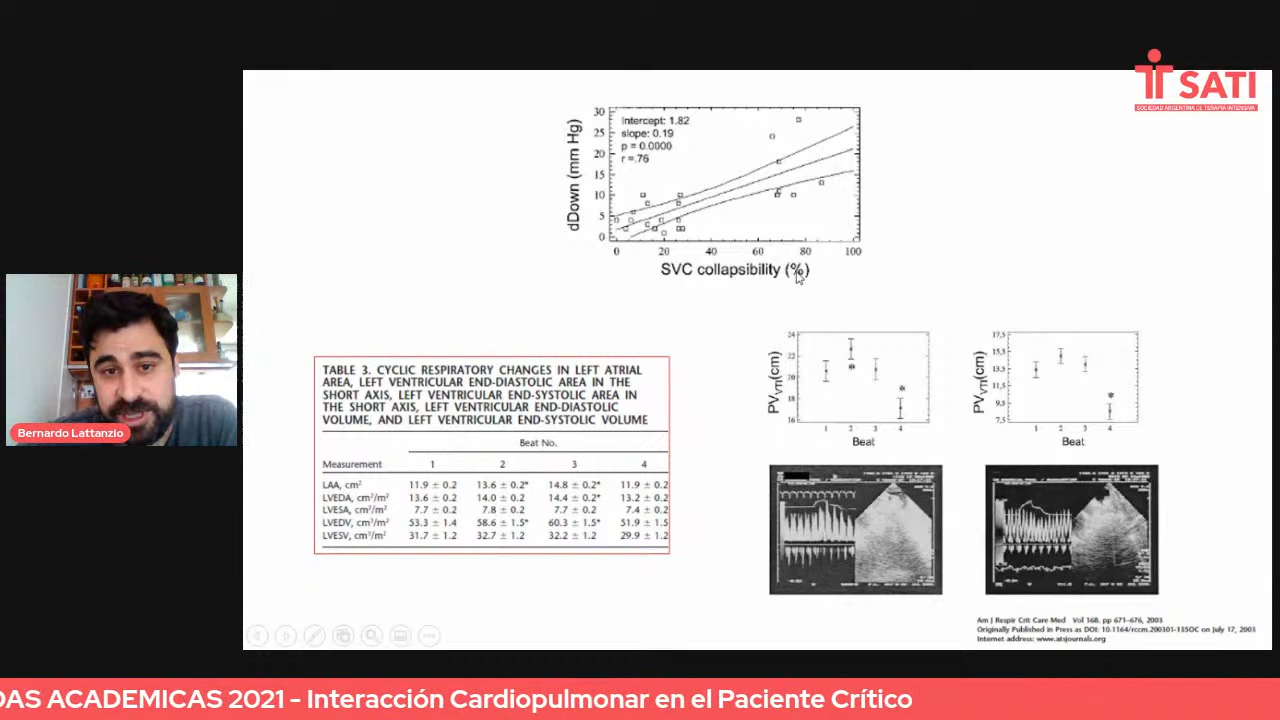 SATI
SOCIEDAD ARGENTINA DE TERAPIA INTENSIVA
dDown (mm Hg)
30
25
20
15
10
5
0
Intercept: 1.82
slope: 0.19
p = 0.0000
r = .76
0 20 40 60 80 100
SVC collapsibility (%)
Bernardo Lattanzio
TABLE 3. CYCLIC RESPIRATORY CHANGES IN LEFT ATRIAL
AREA, LEFT VENTRICULAR END-DIASTOLIC AREA IN THE
SHORT AXIS, LEFT VENTRICULAR END-SYSTOLIC AREA IN
THE SHORT AXIS, LEFT VENTRICULAR END-DIASTOLIC
VOLUME, AND LEFT VENTRICULAR END-SYSTOLIC VOLUME
Beat No.
Measurement 1 2 3 4
LAA, cm² 11.9 ± 0.2 13.6 ± 0.2* 14.8 ± 0.2* 11.9 ± 0.2
LVEDA, cm²/m² 13.6 ± 0.2 14.0 ± 0.2 14.4 ± 0.2* 13.2 ± 0.2
LVESA, cm²/m² 7.7 ± 0.2 7.8 ± 0.2 7.7 ± 0.2 7.4 ± 0.2
LVEDV, cm³/m² 53.3 ± 1.4 58.6 ± 1.5* 60.3 ± 1.5* 51.9 ± 1.5
LVESV, cm³/m² 31.7 ± 1.2 32.7 ± 1.2 32.2 ± 1.2 29.9 ± 1.2
PVVTI(cm)
24
22
20
18
16
* *
1 2 3 4
Beat
PVVTI(cm)
17,5
15,5
13,5
11,5
9,5
7,5
*
1 2 3 4
Beat
Am J Respir Crit Care Med Vol 168. pp 671–676, 2003
Originally Published in Press as DOI: 10.1164/rccm.200301-135OC on July 17, 2003
Internet address: www.atsjournals.org
DAS ACADEMICAS 2021 - Interacción Cardiopulmonar en el Paciente Crítico